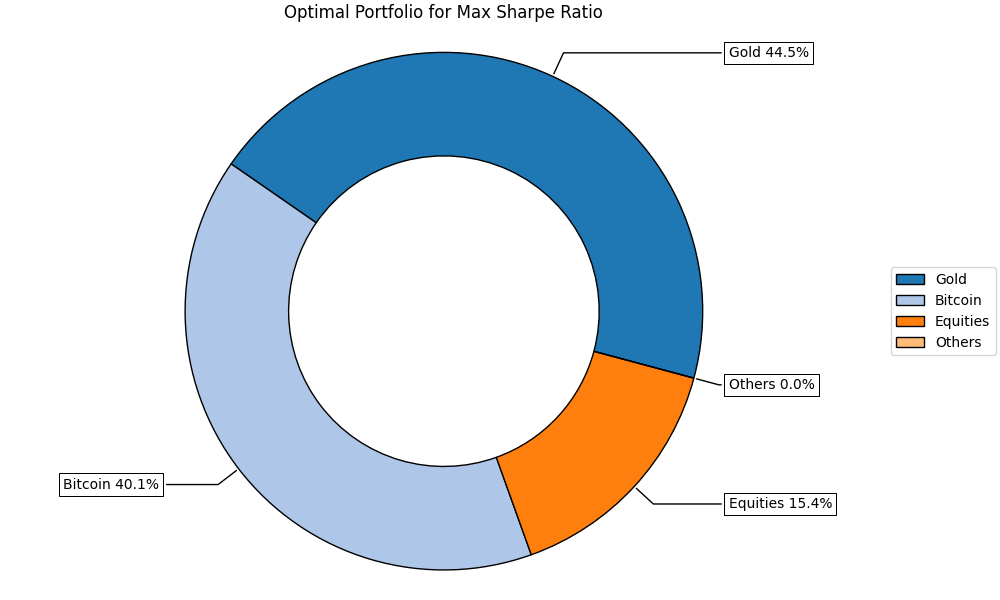 Optimal Portfolio for Max Sharpe Ratio
Gold 44.5%
Gold
Bitcoin
Equities
Others
Others 0.0%
Bitcoin 40.1%
Equities 15.4%